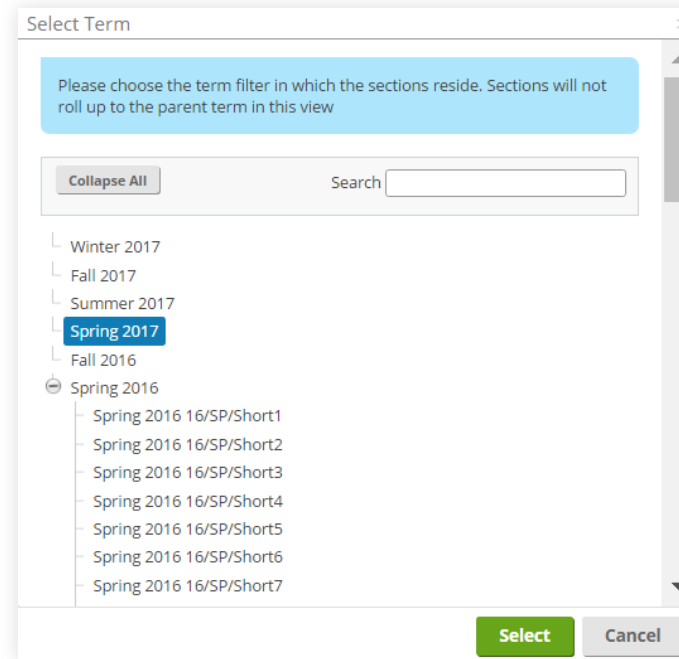 Select Term
Please choose the term filter in which the sections reside. Sections will not
roll up to the parent term in this view
Collapse All
Search
Winter 2017
Fall 2017
Summer 2017
Spring 2017
Fall 2016
Spring 2016
Spring 2016 16/SP/Short1
Spring 2016 16/SP/Short2
Spring 2016 16/SP/Short3
Spring 2016 16/SP/Short4
Spring 2016 16/SP/Short5
Spring 2016 16/SP/Short6
Spring 2016 16/SP/Short7
Select
Cancel